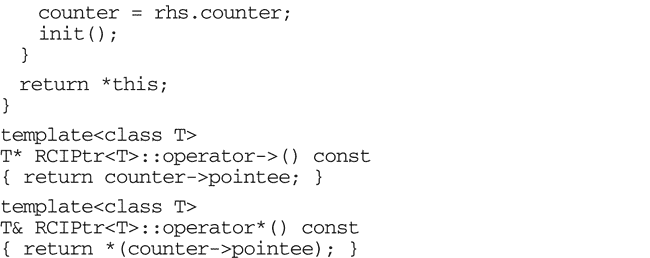 counter = rhs.counter;
init();
}
return *this;
}
template<class T>
T* RCIPtr<T>::operator->() const
{ return counter->pointee; }
template<class T>
T& RCIPtr<T>::operator*() const
{ return *(counter->pointee); }